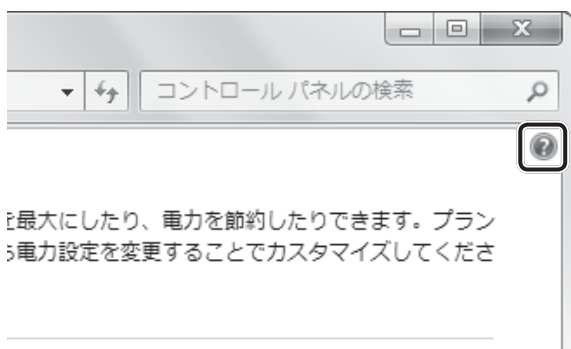 コントロール パネルの検索
を最大にしたり、電力を節約したりできます。プラン
電力設定を変更することでカスタマイズしてくださ